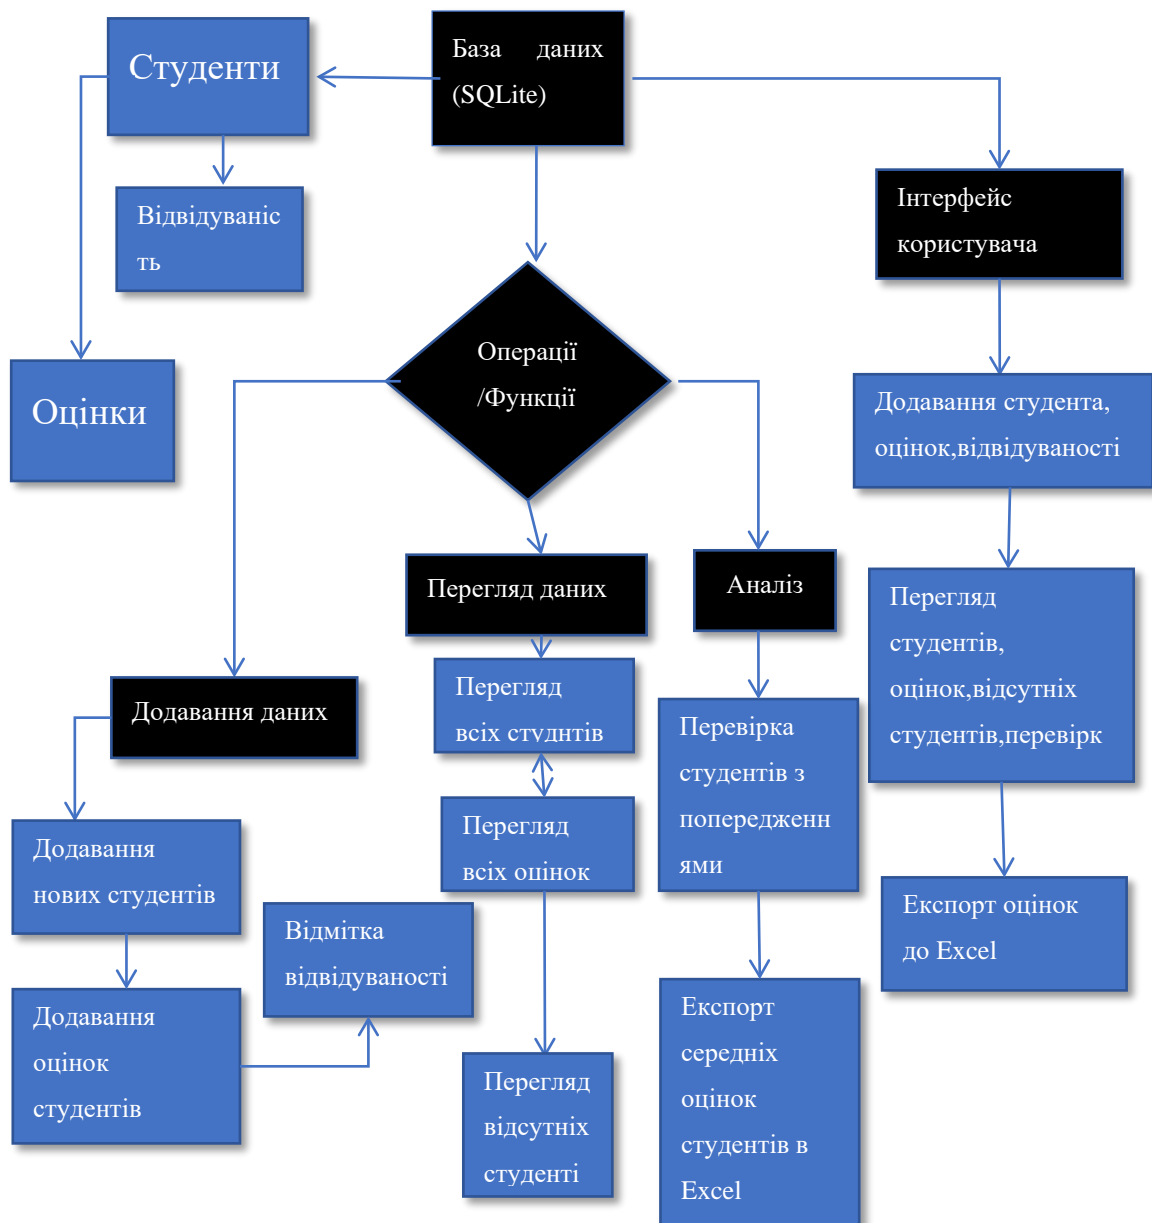 Студенти
База даних
(SQLite)
Відвідуваніс
ть
Інтерфейс
користувача
Операції
/Функції
Оцінки
Додавання студента,
оцінок,відвідуваності
Перегляд даних
Аналіз
Перегляд
студентів,
оцінок,відсутніх
студентів,перевірк
Додавання даних
Перегляд
всіх студнтів
Перевірка
студентів з
попередженн
ями
Перегляд
всіх оцінок
Додавання
нових студентів
Відмітка
відвідуваності
Експорт оцінок
до Excel
Додавання
оцінок
студентів
Експорт
середніх
оцінок
студентів в
Excel
Перегляд
відсутніх
студенті